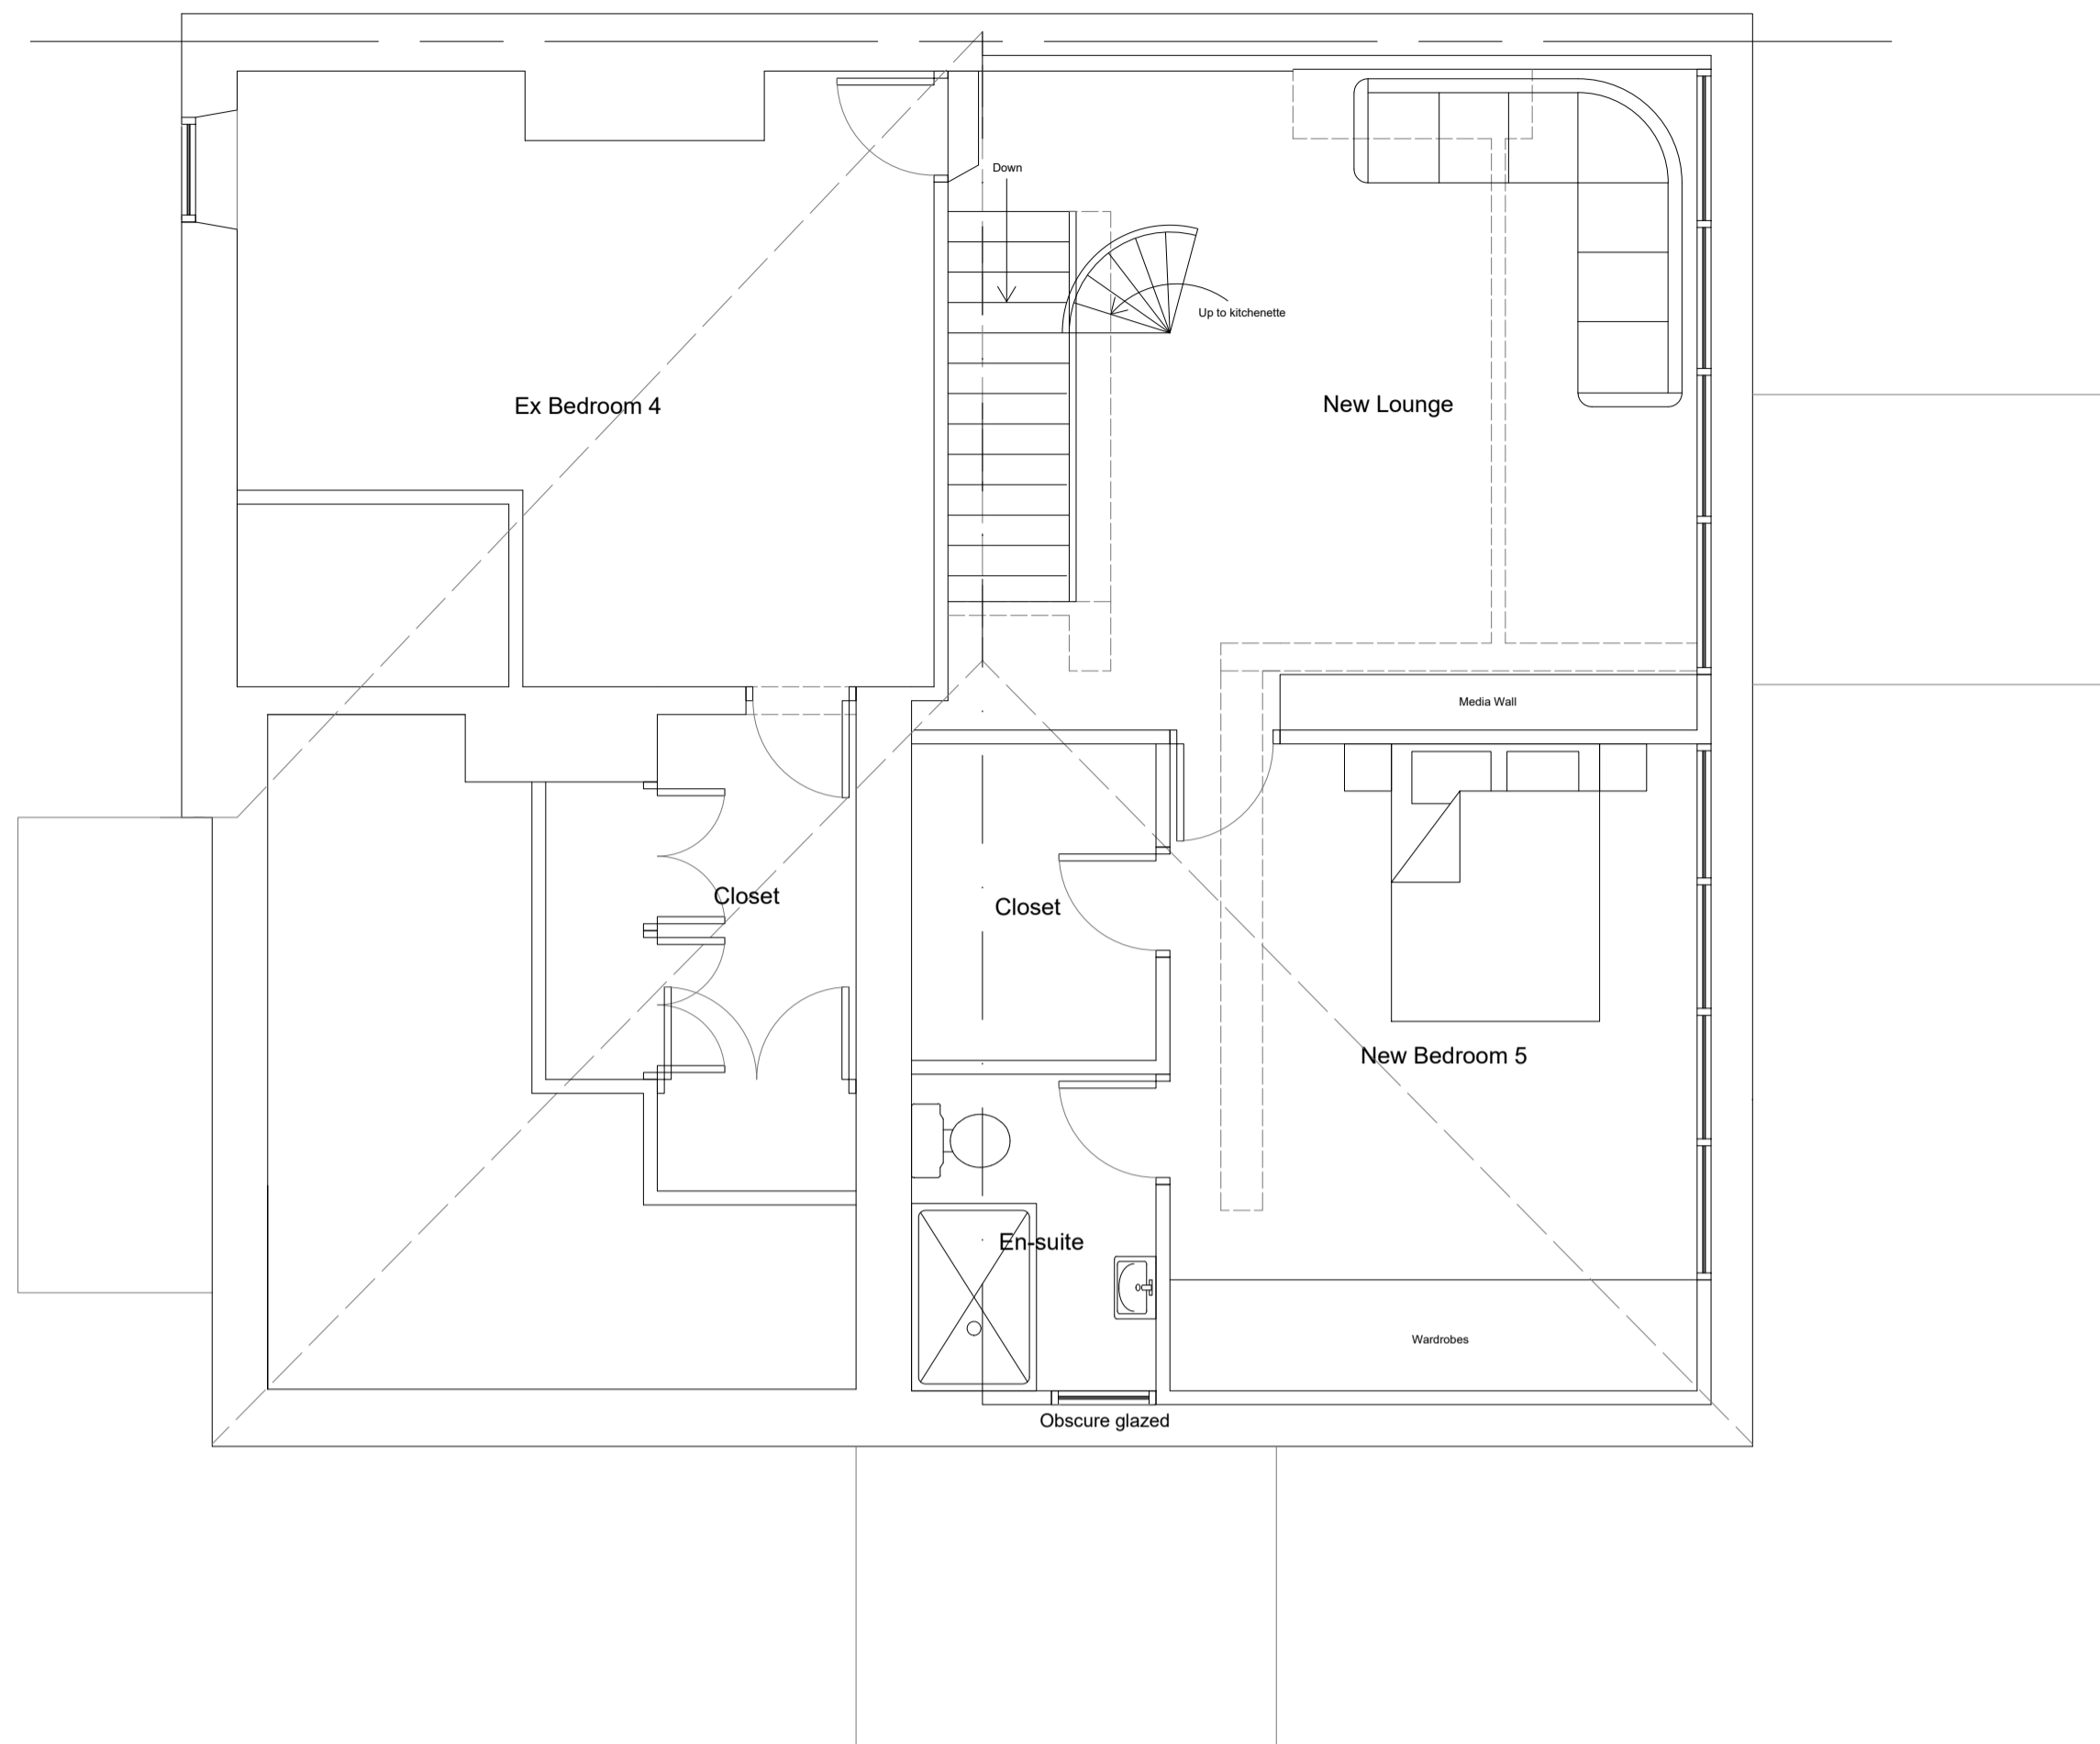 Down
Up to kitchenette
Ex Bedroom 4
New Lounge
Media Wall
Closet
Closet
New Bedroom 5
En-suite
Wardrobes
Obscure glazed